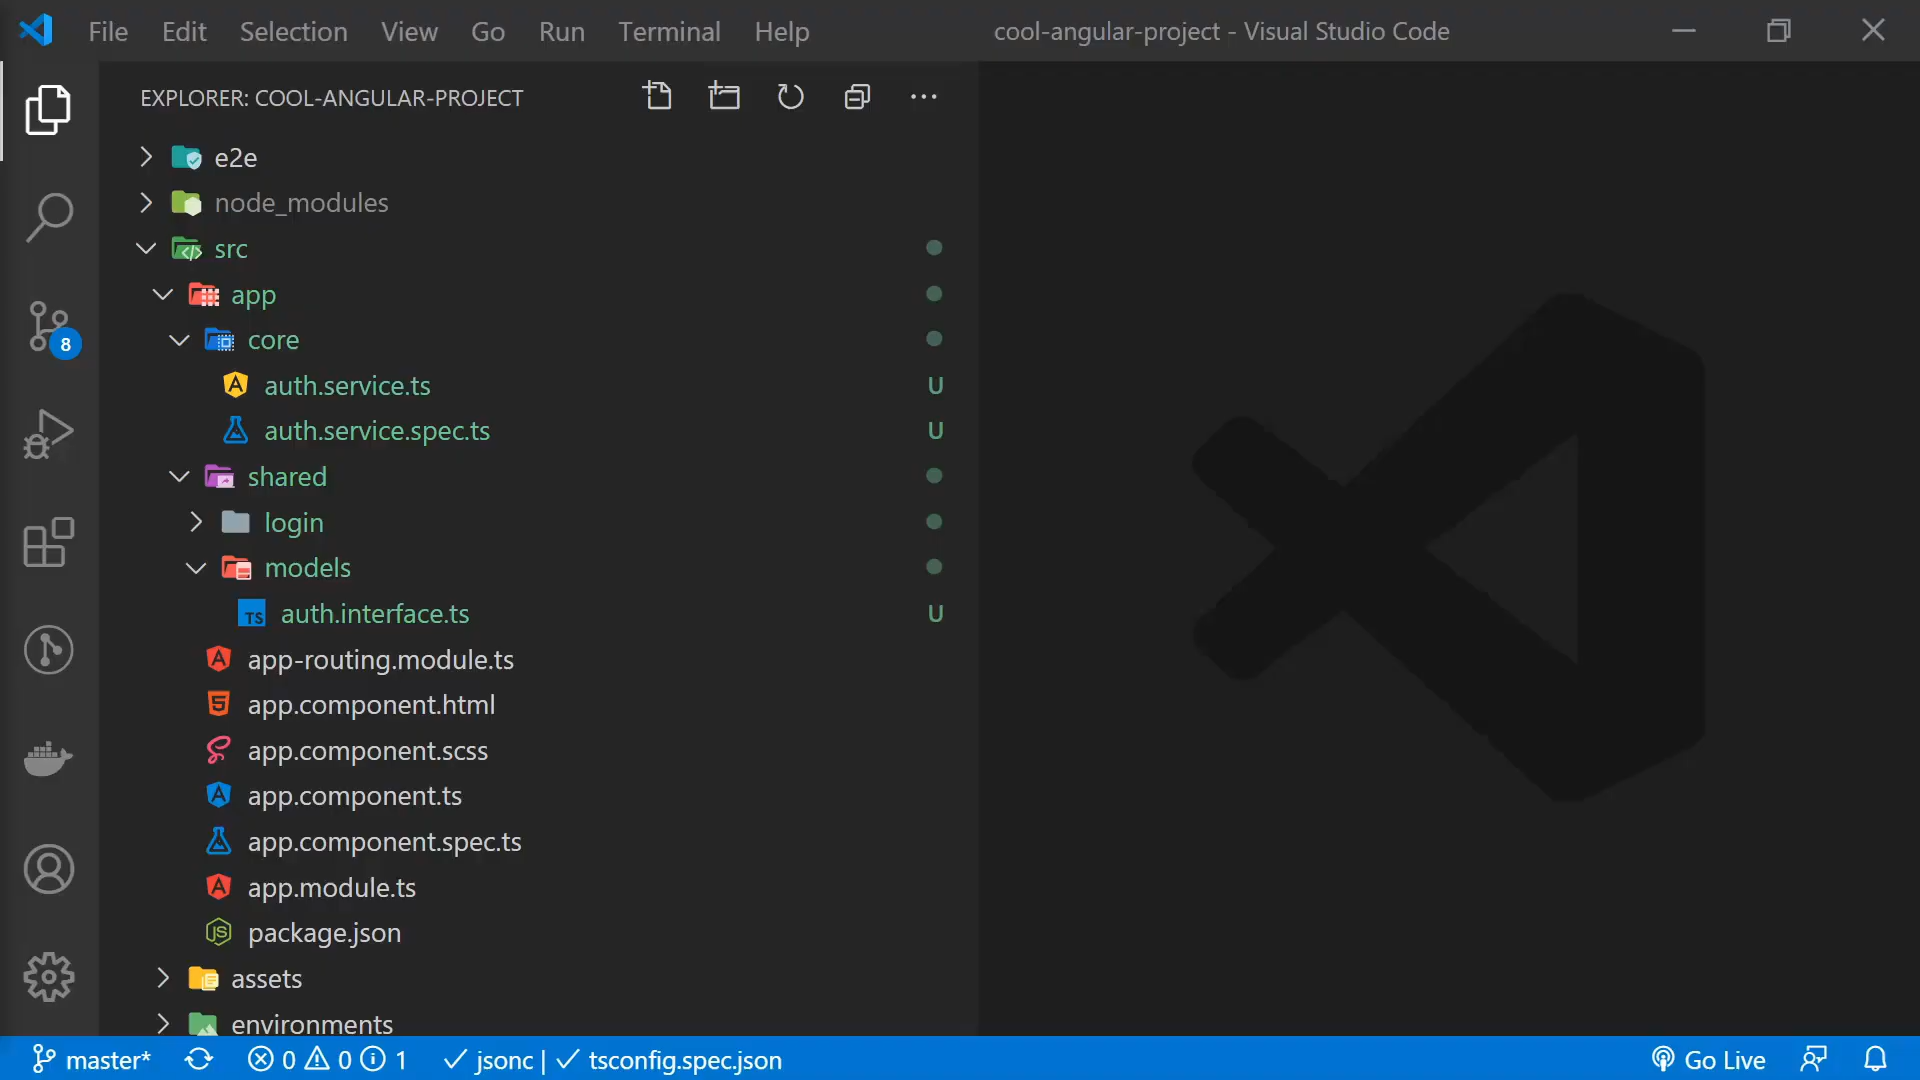 File Edit Selection View Go Run Terminal Help cool-angular-project - Visual Studio Code
EXPLORER: COOL-ANGULAR-PROJECT
e2e
node_modules
src
app
core
auth.service.ts U
auth.service.spec.ts U
shared
login
models
TS auth.interface.ts U
app-routing.module.ts
app.component.html
app.component.scss
app.component.ts
app.component.spec.ts
app.module.ts
package.json
assets
environments
8
master* 0 0 1 jsonc | tsconfig.spec.json Go Live